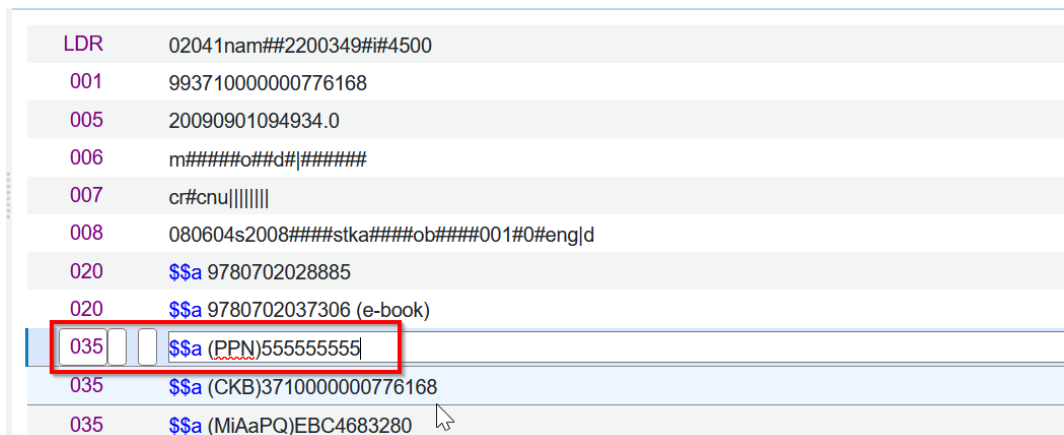 LDR 02041nam##2200349#i#4500
001 993710000000776168
005 20090901094934.0
006 m#####o##d#|######
007 cr#cnu||||||||
008 080604s2008####stka####ob####001#0#eng|d
020 $$a 9780702028885
020 $$a 9780702037306 (e-book)
035 $$a (PPN)555555555
035 $$a (CKB)3710000000776168
035 $$a (MiAaPQ)EBC4683280